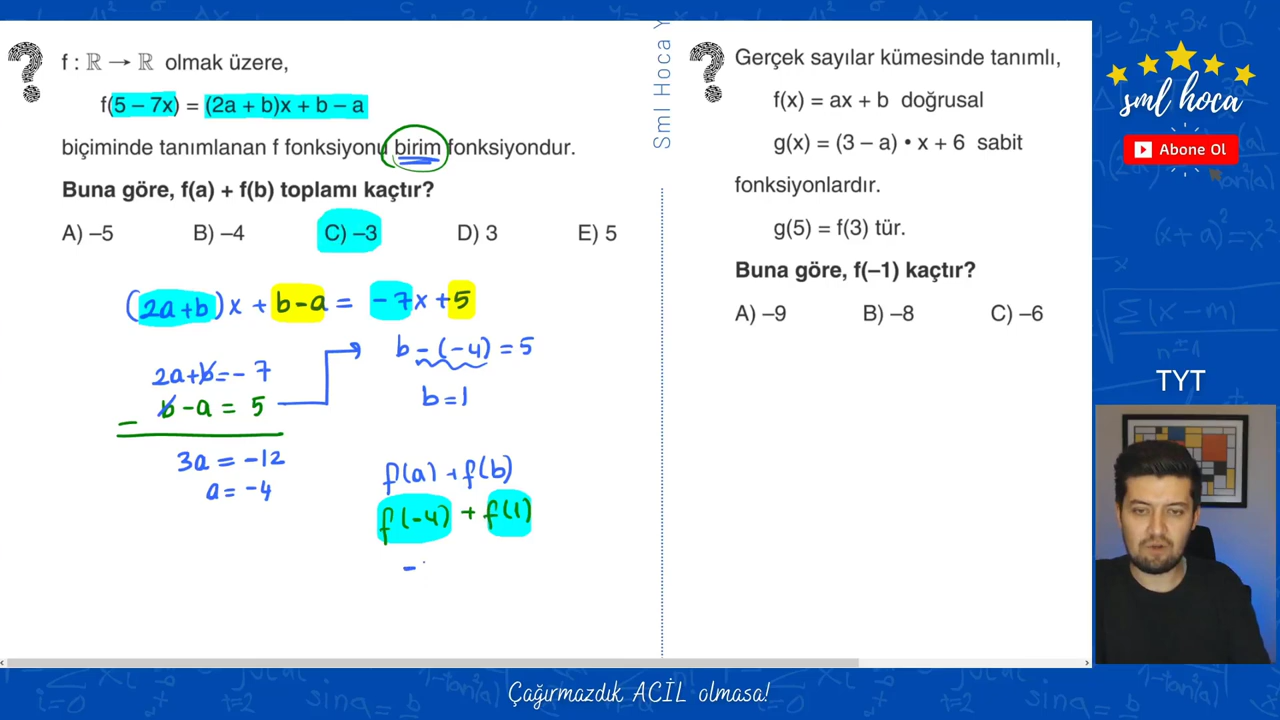 f : ℝ → ℝ olmak üzere,
f(5 – 7x) = (2a + b)x + b – a
biçiminde tanımlanan f fonksiyonu birim fonksiyondur.
Buna göre, f(a) + f(b) toplamı kaçtır?
A) –5 B) –4 C) –3 D) 3 E) 5
(2a+b)x + b-a = -7x+5
2a+b=-7
b-a = 5
3a = -12
a = -4
b-(-4)=5
b=1
f(a)+f(b)
f(-4) + f(1)
-
Sml Hoca Y
Gerçek sayılar kümesinde tanımlı,
f(x) = ax + b doğrusal
g(x) = (3 – a) • x + 6 sabit
fonksiyonlardır.
g(5) = f(3) tür.
Buna göre, f(–1) kaçtır?
A) –9 B) –8 C) –6
sml hoca
Abone Ol
TYT
Çağırmazdık ACİL olmasa!